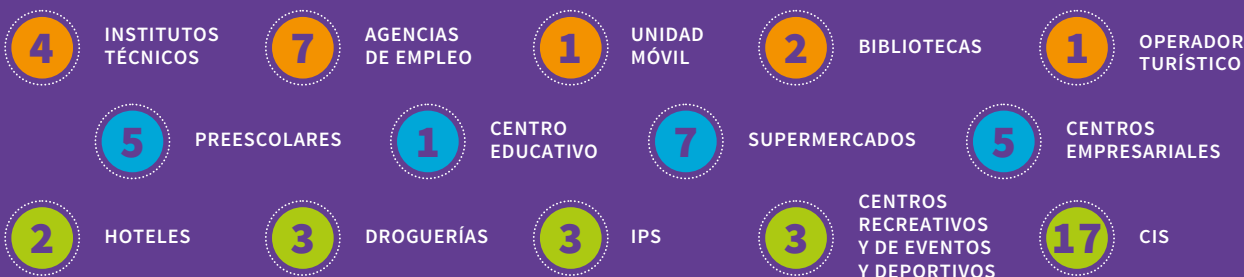 4 INSTITUTOS
TÉCNICOS
7 AGENCIAS
DE EMPLEO
1 UNIDAD
MÓVIL
2 BIBLIOTECAS
1 OPERADOR
TURÍSTICO
5 PREESCOLARES
1 CENTRO
EDUCATIVO
7 SUPERMERCADOS
5 CENTROS
EMPRESARIALES
2 HOTELES
3 DROGUERÍAS
3 IPS
3 CENTROS
RECREATIVOS
Y DE EVENTOS
Y DEPORTIVOS
17 CIS